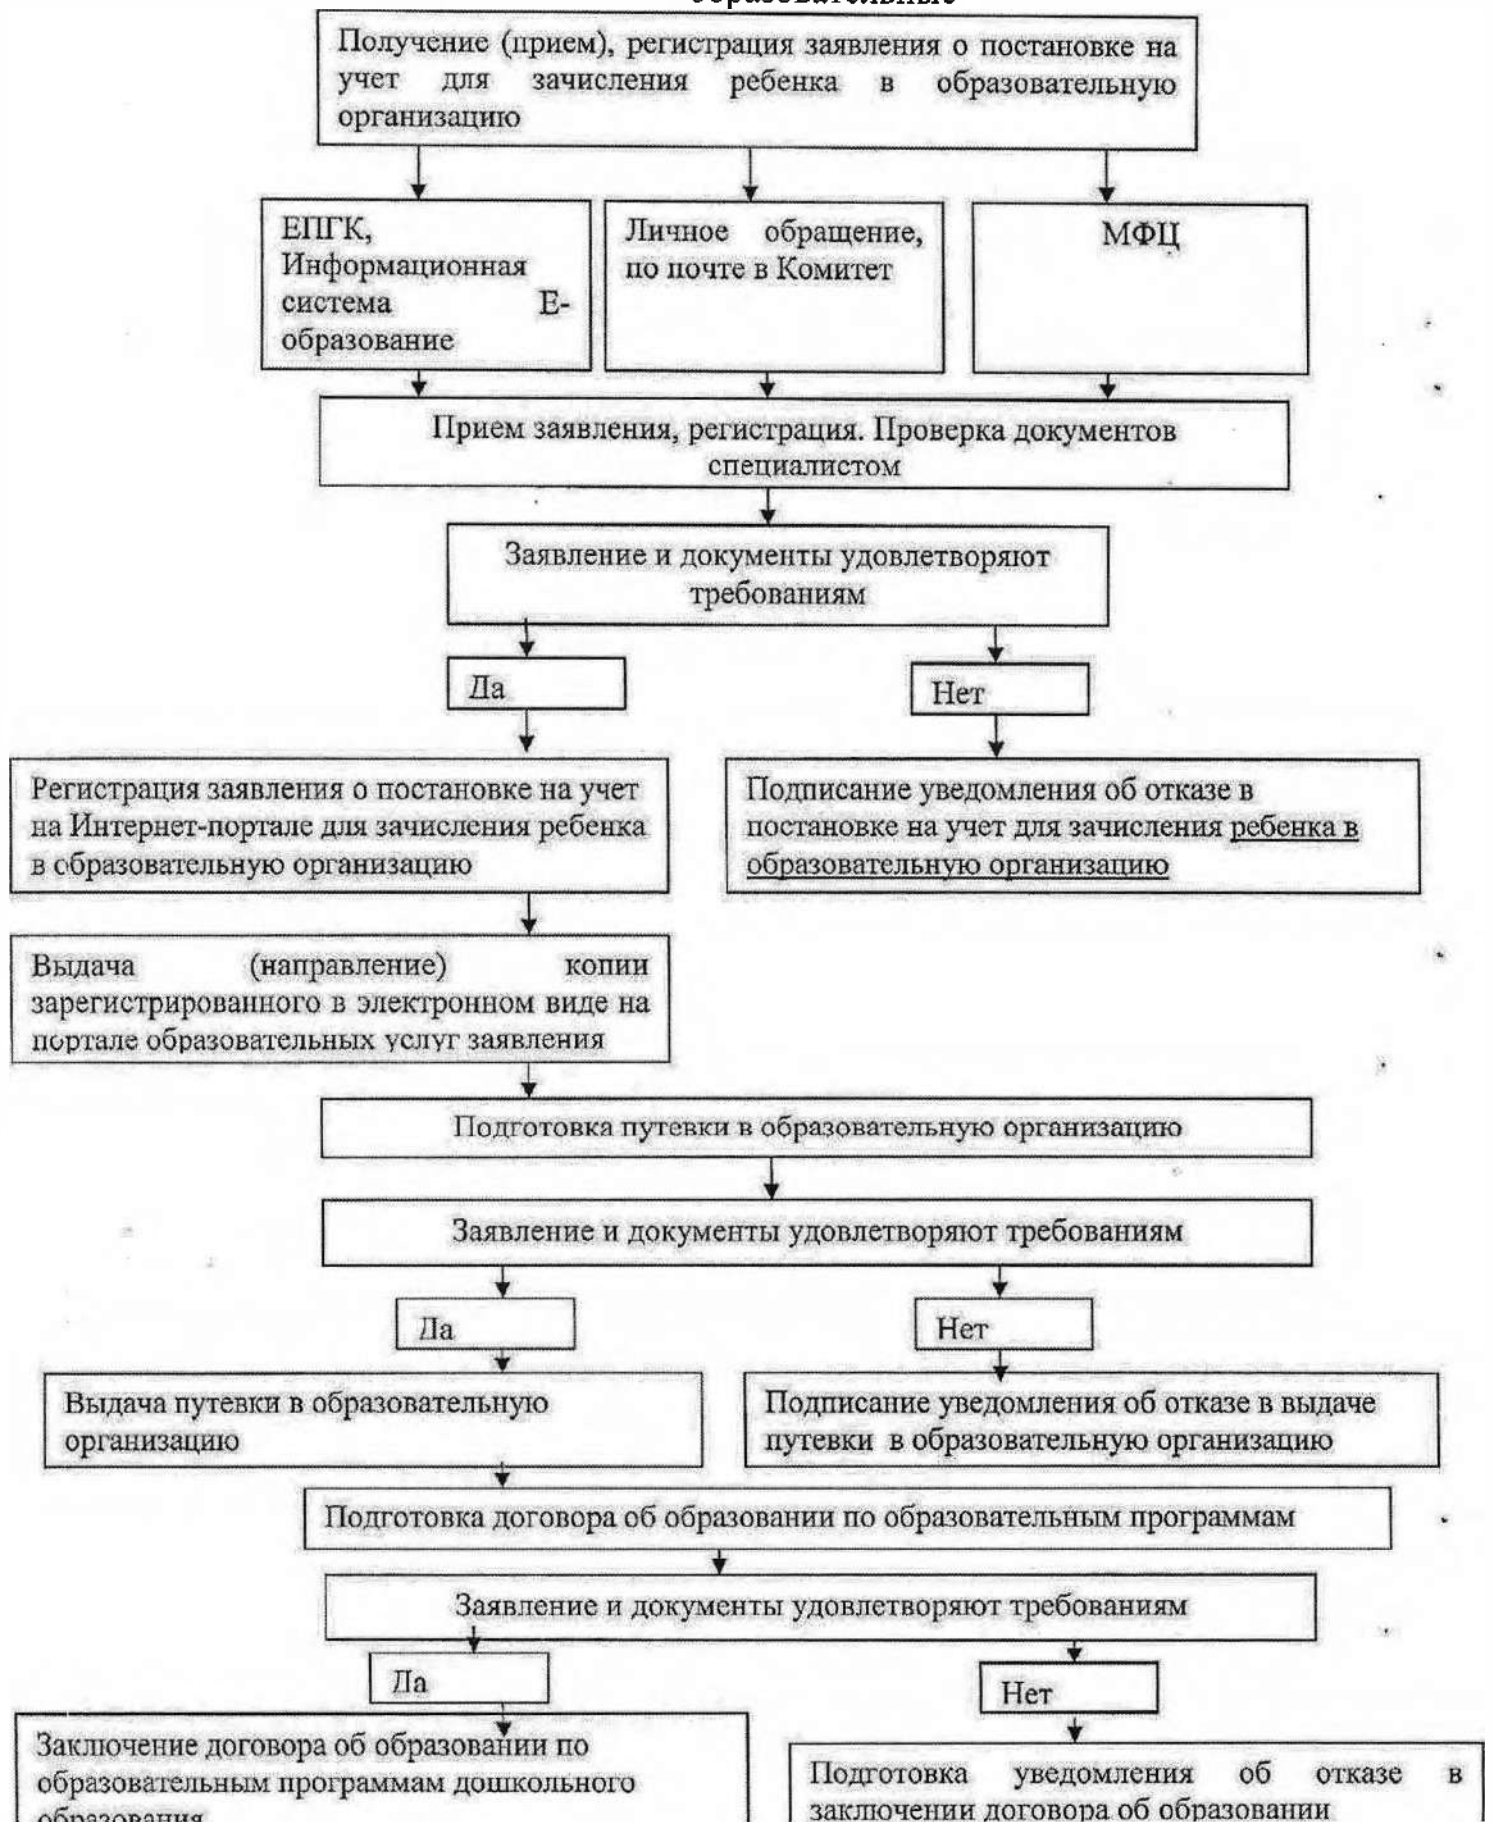 образовательные
Получение (прием), регистрация заявления о постановке на
учет для зачисления ребенка в образовательную
организацию
ЕПГК,
Информационная
система Е-
образование
Личное обращение,
по почте в Комитет
МФЦ
Прием заявления, регистрация. Проверка документов
специалистом
Заявление и документы удовлетворяют
требованиям
Да
Нет
Регистрация заявления о постановке на учет
на Интернет-портале для зачисления ребенка
в образовательную организацию
Подписание уведомления об отказе в
постановке на учет для зачисления ребенка в
образовательную организацию
Выдача (направление) копии
зарегистрированного в электронном виде на
портале образовательных услуг заявления
Подготовка путевки в образовательную организацию
Заявление и документы удовлетворяют требованиям
Да
Нет
Выдача путевки в образовательную
организацию
Подписание уведомления об отказе в выдаче
путевки в образовательную организацию
Подготовка договора об образовании по образовательным программам
Заявление и документы удовлетворяют требованиям
Да
Нет
Заключение договора об образовании по
образовательным программам дошкольного
образования
Подготовка уведомления об отказе в
заключении договора об образовании